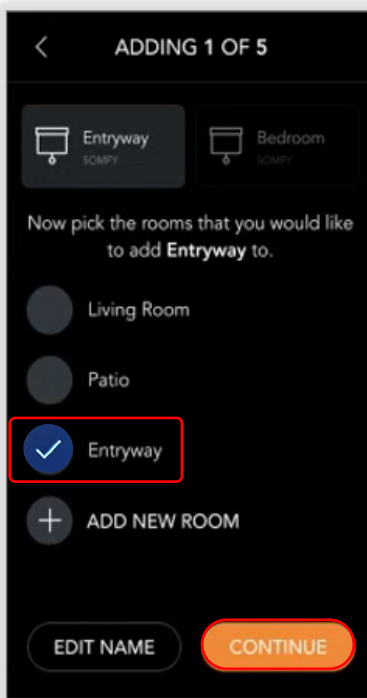 ADDING 1 OF 5
Entryway
SOMFY
Bedroom
SOMFY
Now pick the rooms that you would like
to add Entryway to.
Living Room
Patio
Entryway
ADD NEW ROOM
EDIT NAME
CONTINUE